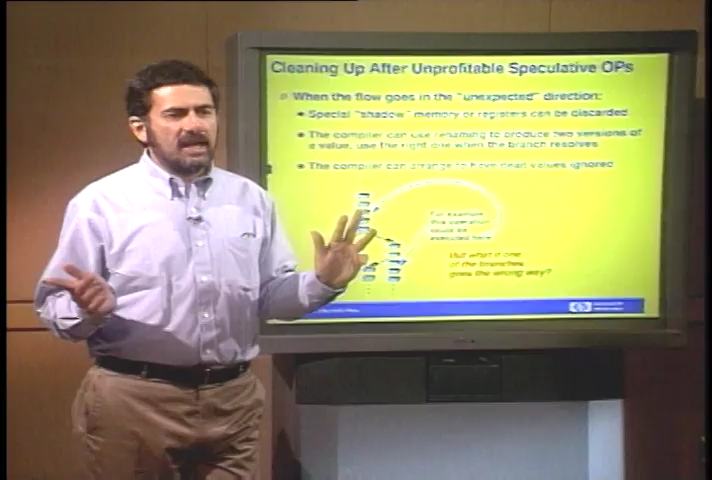 Cleaning Up After Unprofitable Speculative OPs
When the flow goes in the "unexpected" direction:
Special "shadow" memory or registers can be discarded
The compiler can use renaming to produce two versions of
a value, use the right one when the branch resolves
The compiler can arrange to have dead values ignored
For example
this operation
could be
executed here
But what if one
of the branches
goes the wrong way?
hp